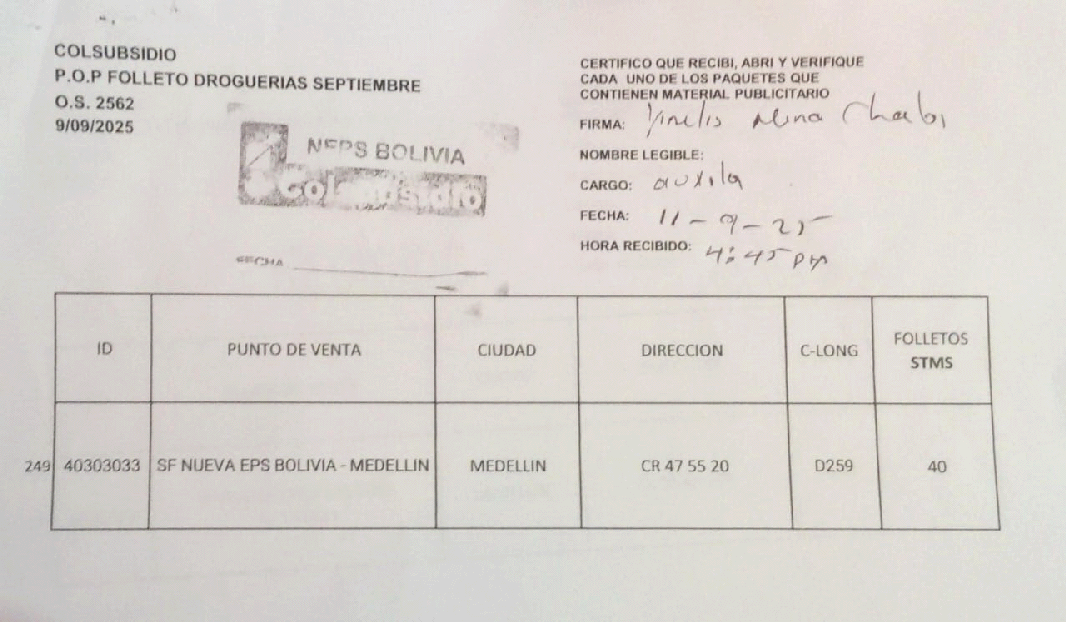 COLSUBSIDIO
P.O.P FOLLETO DROGUERIAS SEPTIEMBRE
O.S. 2562
9/09/2025
NEPS BOLIVIA
Colsubsidio
FECHA
CERTIFICO QUE RECIBI, ABRI Y VERIFIQUE
CADA UNO DE LOS PAQUETES QUE
CONTIENEN MATERIAL PUBLICITARIO
FIRMA:
NOMBRE LEGIBLE:
CARGO:
FECHA: 11-9-25
HORA RECIBIDO: 4:45 pm
ID PUNTO DE VENTA CIUDAD DIRECCION C-LONG FOLLETOS STMS
249 40303033 SF NUEVA EPS BOLIVIA - MEDELLIN MEDELLIN CR 47 55 20 D259 40